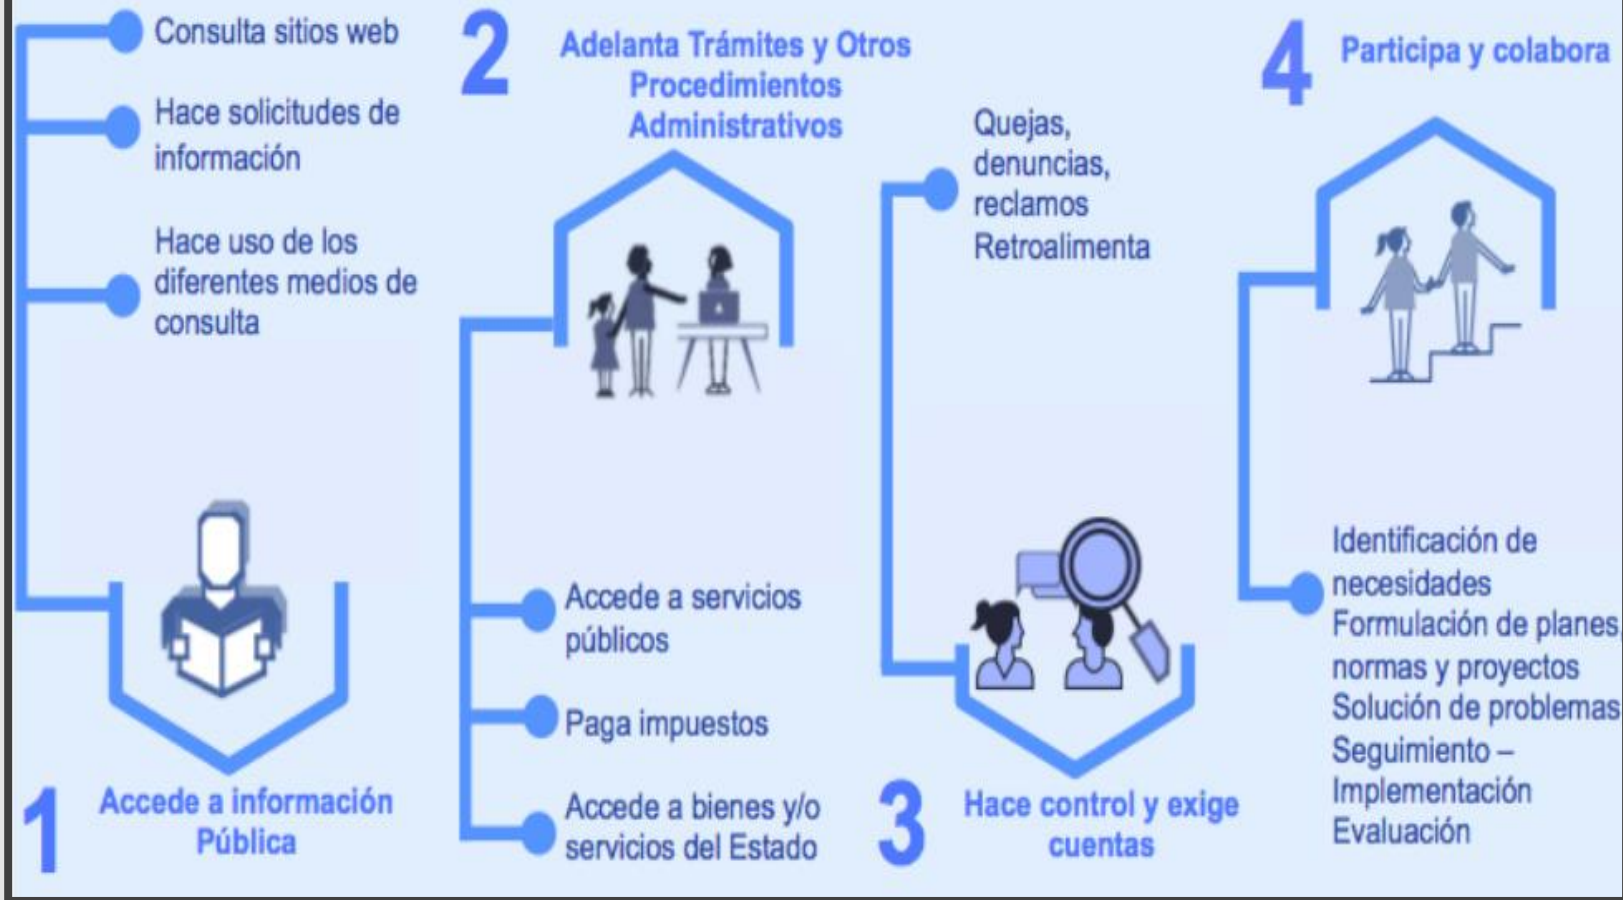 Consulta sitios web
Hace solicitudes de
información
Hace uso de los
diferentes medios de
consulta
1
Accede a información
Pública
2
Adelanta Trámites y Otros
Procedimientos
Administrativos
Accede a servicios
públicos
Paga impuestos
Accede a bienes y/o
servicios del Estado
Quejas,
denuncias,
reclamos
Retroalimenta
3
Hace control y exige
cuentas
4
Participa y colabora
Identificación de
necesidades
Formulación de planes,
normas y proyectos
Solución de problemas
Seguimiento –
Implementación
Evaluación